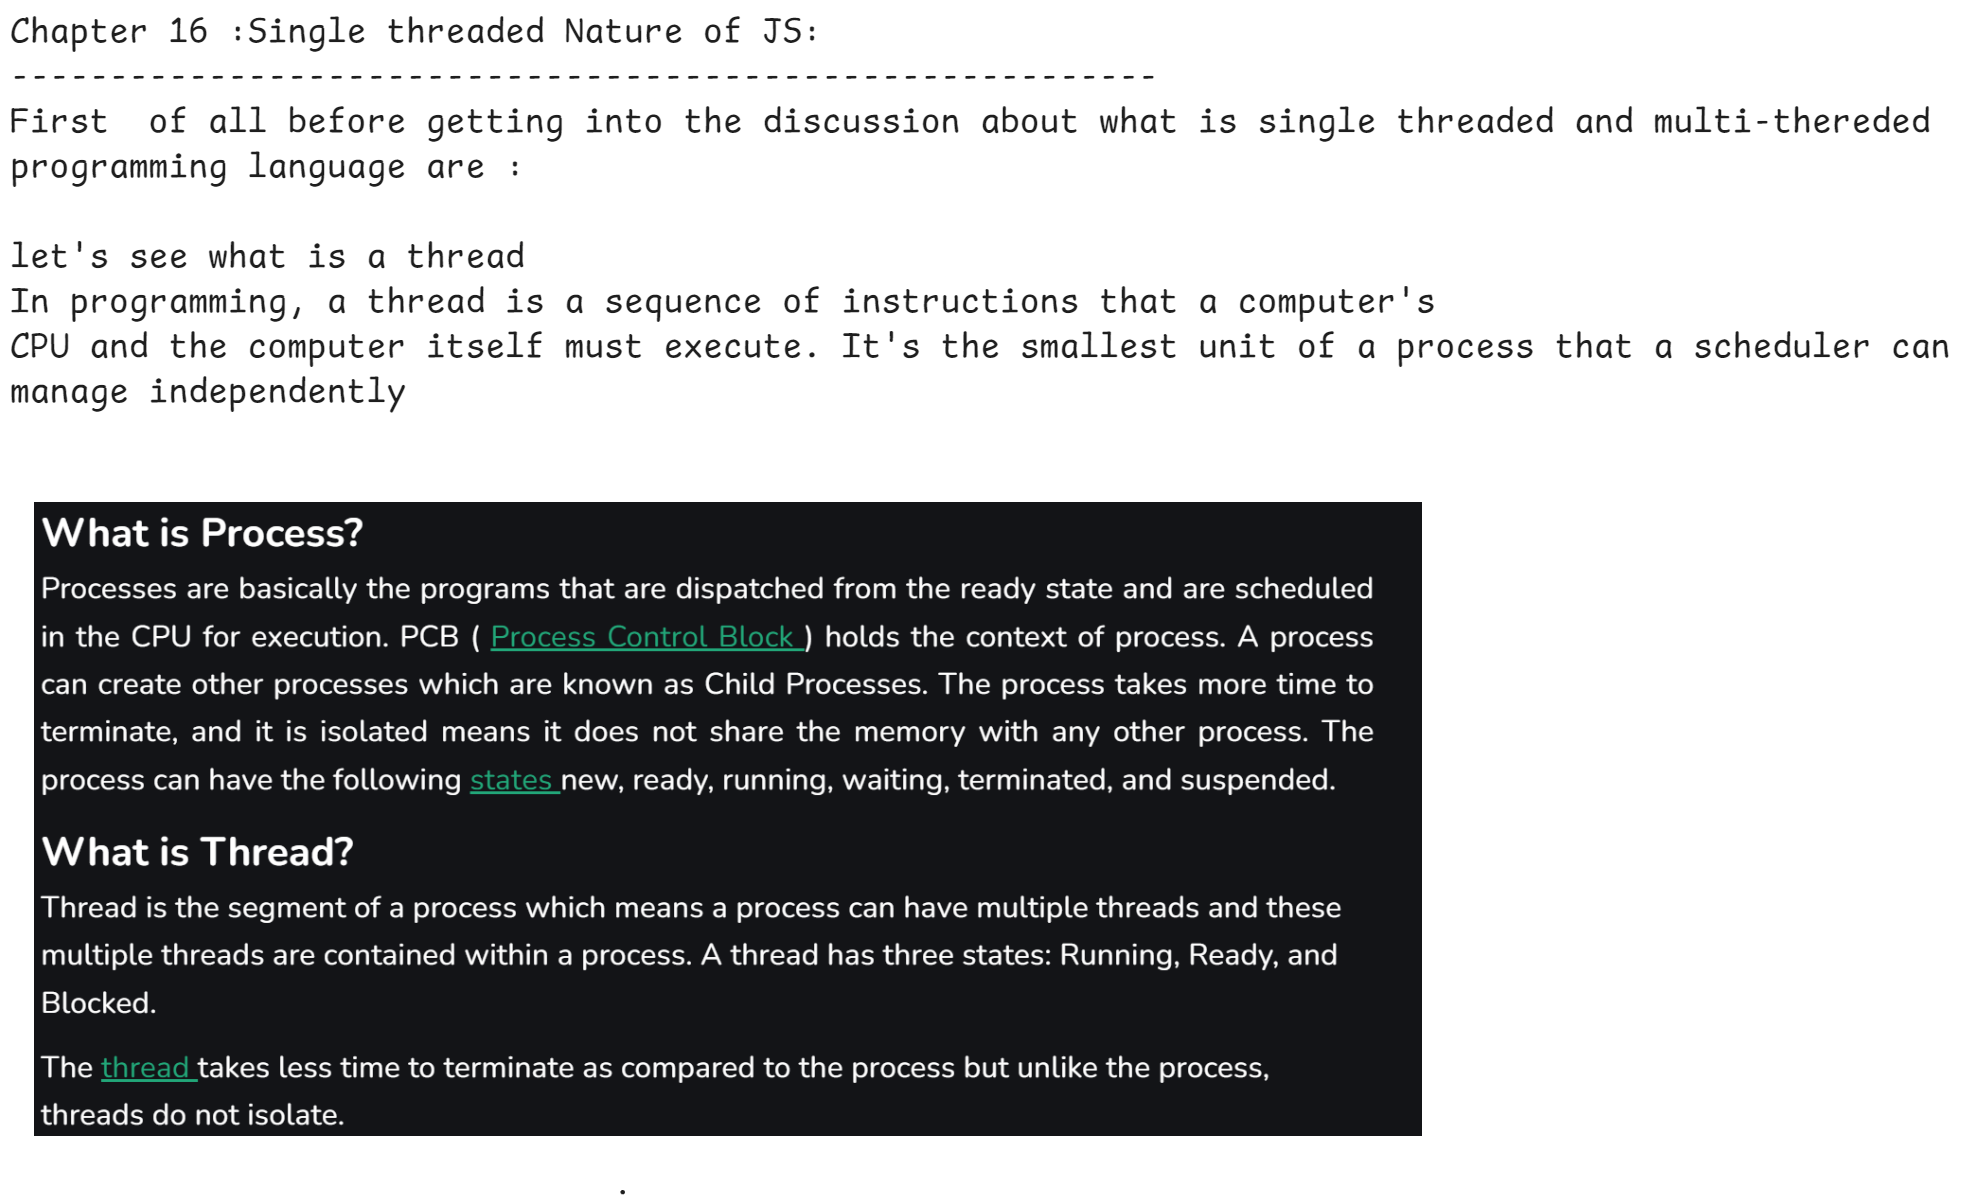 Chapter 16 :Single threaded Nature of JS:
----------------------------------------------------------
First  of all before getting into the discussion about what is single threaded and multi-thereded
programming language are :
let's see what is a thread
In programming, a thread is a sequence of instructions that a computer's
CPU and the computer itself must execute. It's the smallest unit of a process that a scheduler can
manage independently
What is Process?
Processes are basically the programs that are dispatched from the ready state and are scheduled
in the CPU for execution. PCB ( Process Control Block ) holds the context of process. A process
can create other processes which are known as Child Processes. The process takes more time to
terminate, and it is isolated means it does not share the memory with any other process. The
process can have the following states new, ready, running, waiting, terminated, and suspended.
What is Thread?
Thread is the segment of a process which means a process can have multiple threads and these
multiple threads are contained within a process. A thread has three states: Running, Ready, and
Blocked.
The thread takes less time to terminate as compared to the process but unlike the process,
threads do not isolate.
.